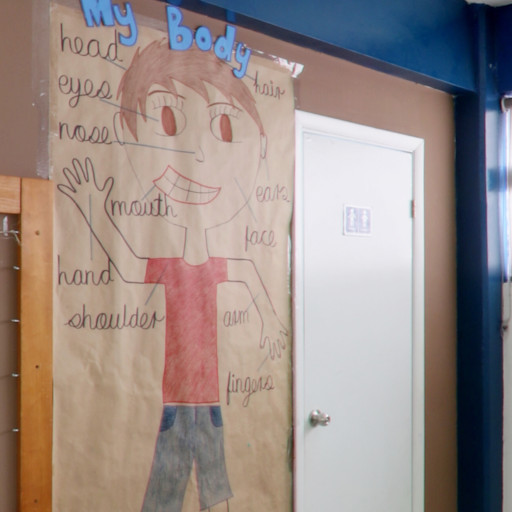 My Body
head
hair
eyes
nose
mouth
ears
face
hand
shoulder
arm
fingers